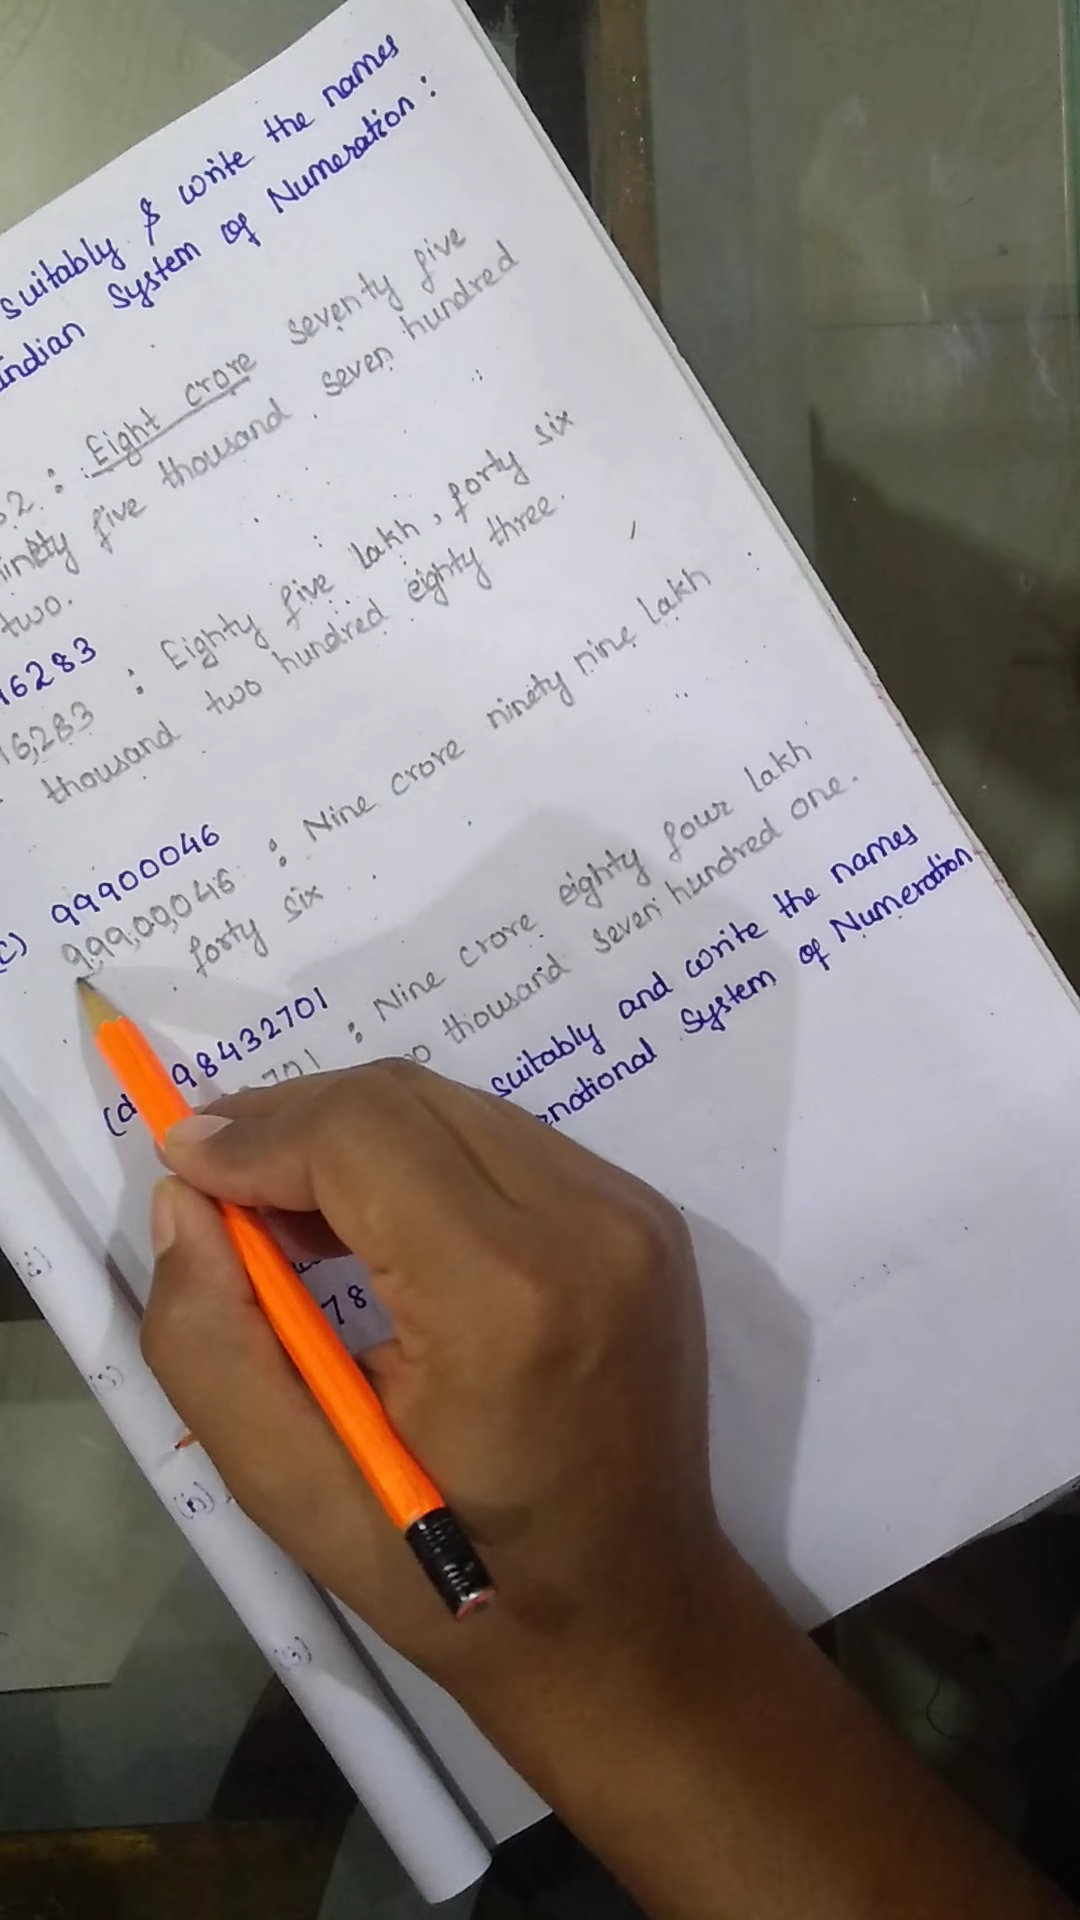 suitably & write the names
indian system of Numeration :
2 : Eight crore seventy five
ninety five thousand seven hundred
two.
16283
16,283 : Eighty five lakh, forty six
thousand two hundred eighty three.
(c) 99900046
9,99,00,046 : Nine crore ninety nine lakh
forty six
(d) 98432701
701 : Nine crore eighty four lakh
thousand seven hundred one.
suitably and write the names
system of Numeration
78